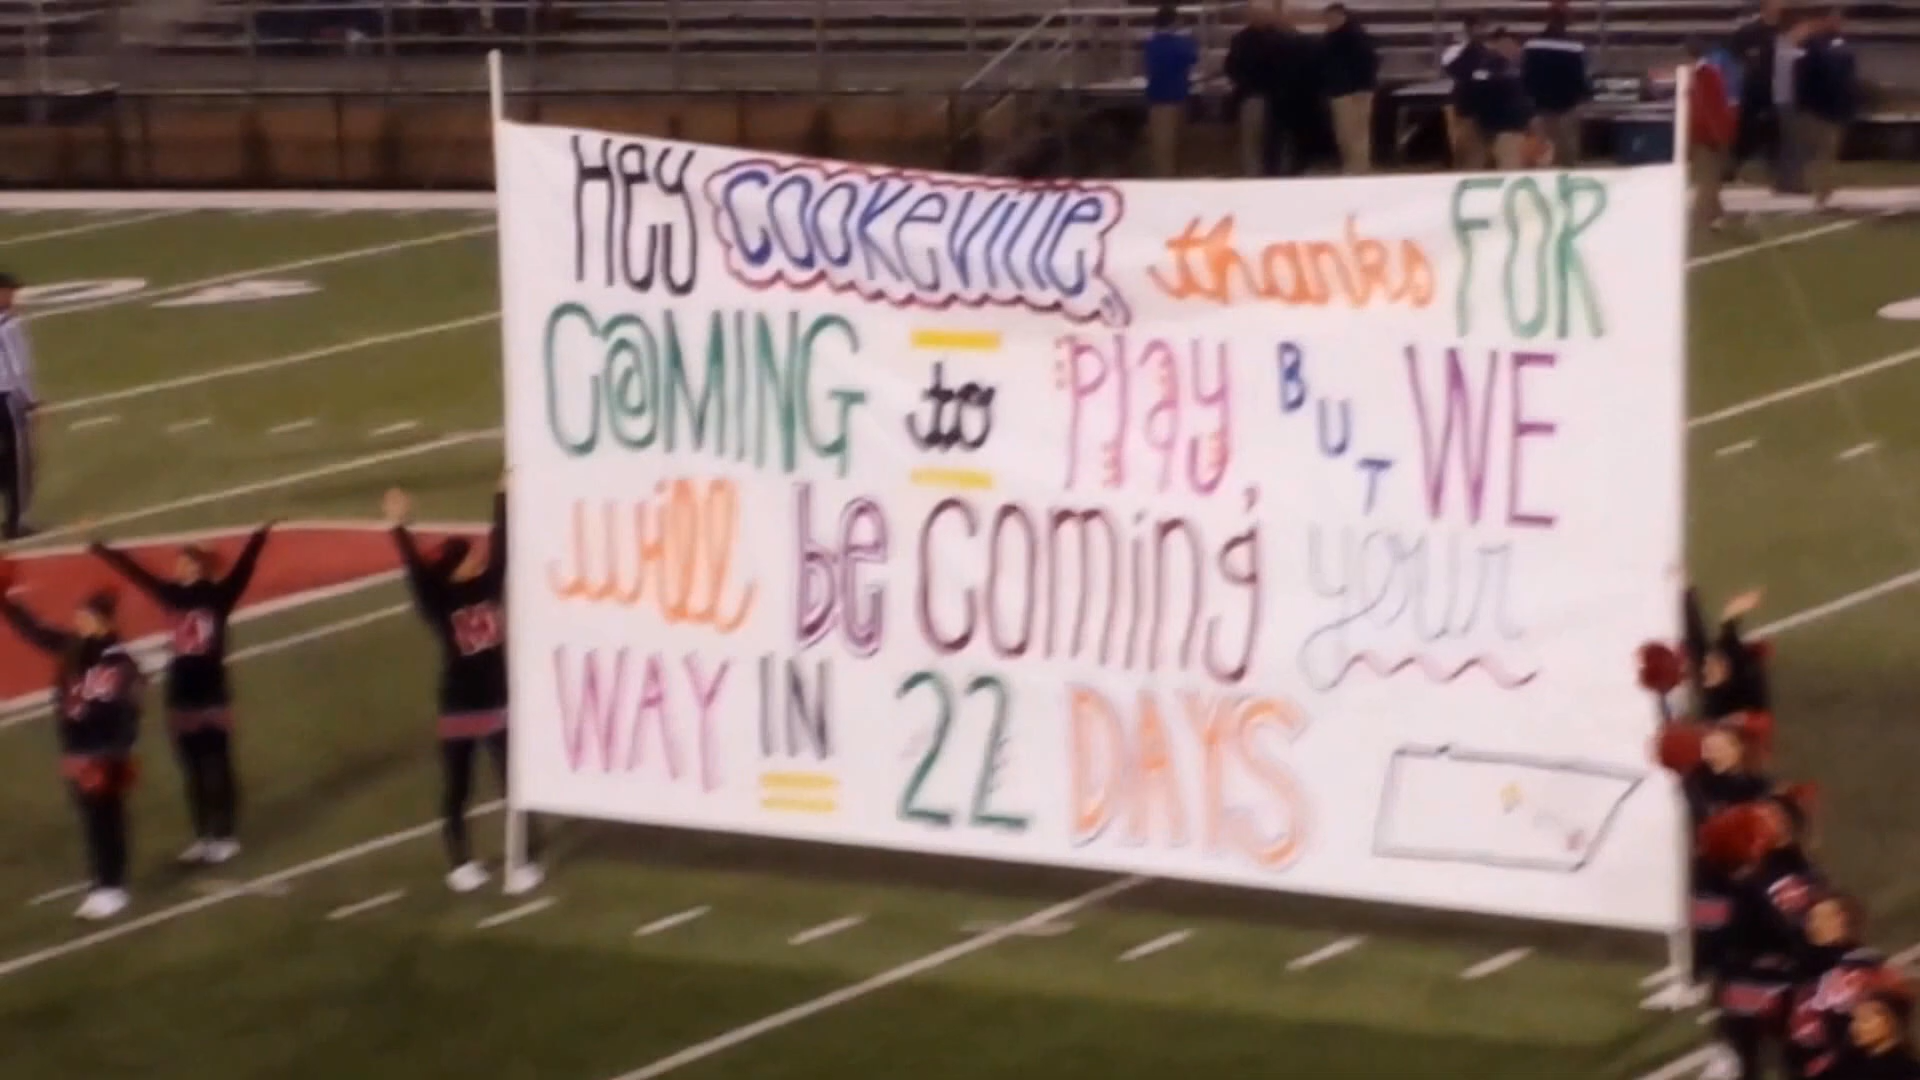 Hey cookeville, thanks FOR
C@MING to play, BUT WE
will be coming your
WAY IN 22 DAYS